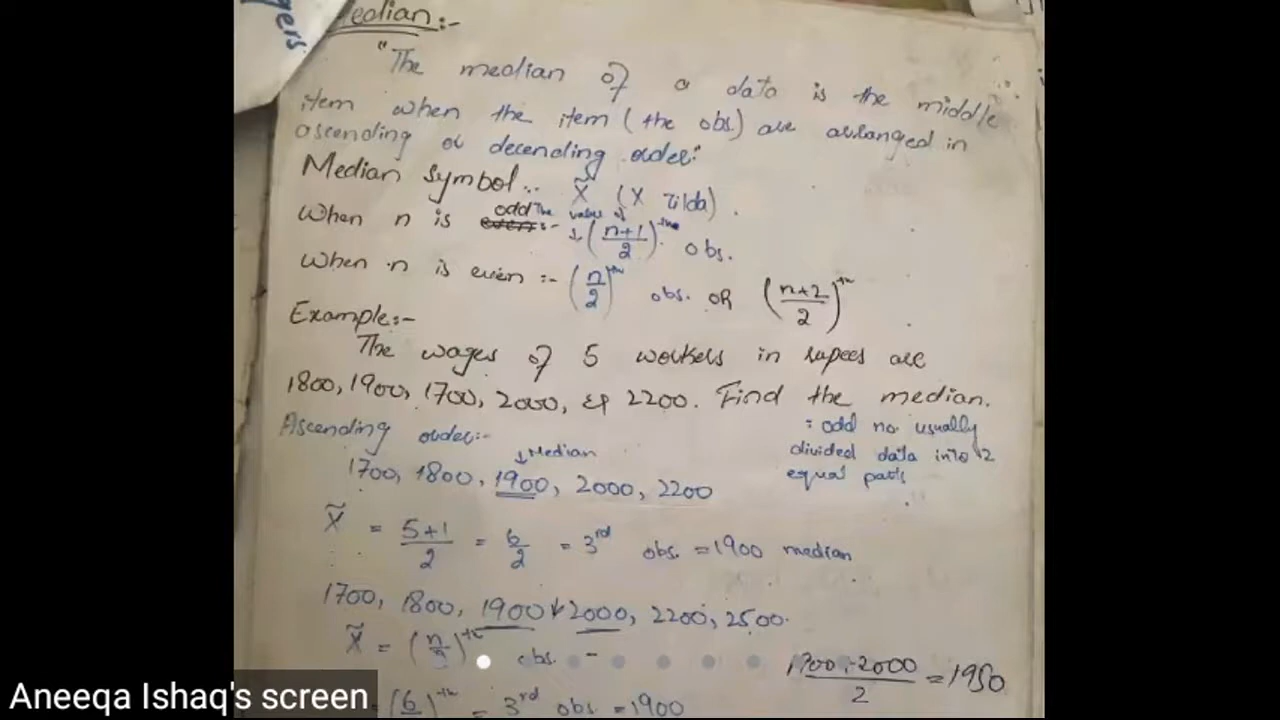 gers
Median:-
"The median of a data is the middle
item when the item (the obs) are arranged in
ascending or decending order."
Median Symbol:- X̃ (X Tilda).
When n is odd :- The value of (n+1/2)th obs.
When n is even :- (n/2)th obs. OR (n+2/2)th
Example:-
The wages of 5 workers in rupees are
1800, 1900, 1700, 2000, & 2200. Find the median.
Ascending order:-
: odd no usually
divided data into 2
equal parts
↓Median
1700, 1800, 1900, 2000, 2200
X̃ = 5+1/2 = 6/2 = 3rd obs. = 1900 median
1700, 1800, 1900 ↓ 2000, 2200, 2500.
X̃ = (n/2)th obs. -
1900+2000/2 = 1950
= (6/)th = 3rd obs = 1900
Aneeqa Ishaq's screen